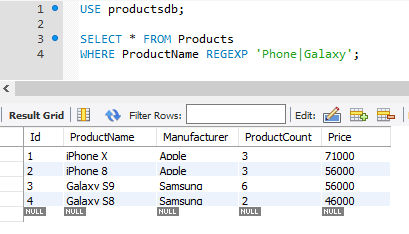 1 USE productsdb;
2
3 SELECT * FROM Products
4 WHERE ProductName REGEXP 'Phone|Galaxy';
Result Grid Filter Rows: Edit:
Id ProductName Manufacturer ProductCount Price
1 iPhone X Apple 3 71000
2 iPhone 8 Apple 3 56000
3 Galaxy S9 Samsung 6 56000
4 Galaxy S8 Samsung 2 46000
NULL NULL NULL NULL NULL